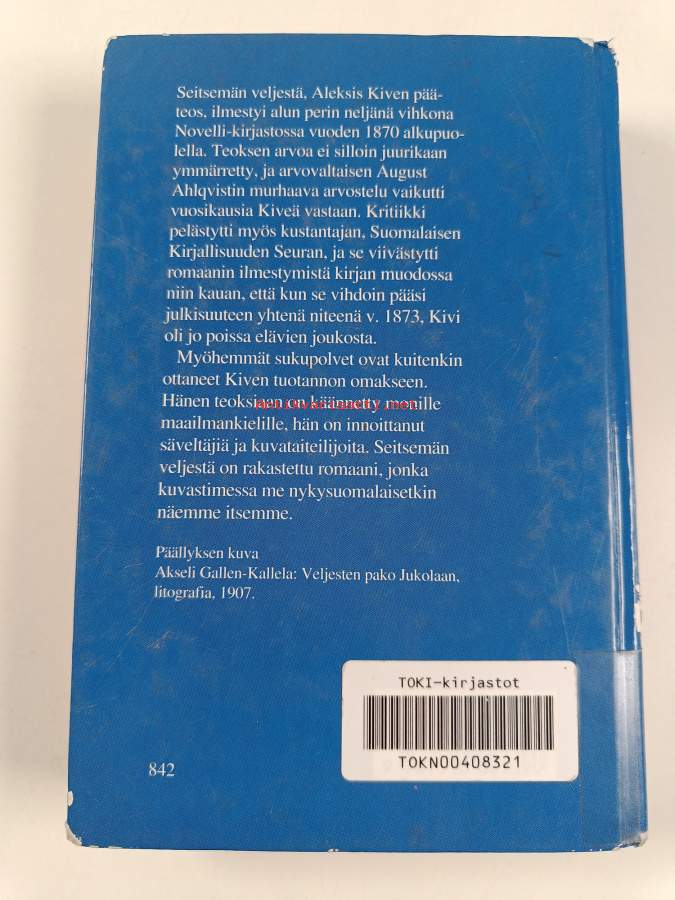 Seitsemän veljestä, Aleksis Kiven pää-
teos, ilmestyi alun perin neljänä vihkona
Novelli-kirjastossa vuoden 1870 alkupuo-
lella. Teoksen arvoa ei silloin juurikaan
ymmärretty, ja arvovaltaisen August
Ahlqvistin murhaava arvostelu vaikutti
vuosikausia Kiveä vastaan. Kritiikki
pelästytti myös kustantajan, Suomalaisen
Kirjallisuuden Seuran, ja se viivästytti
romaanin ilmestymistä kirjan muodossa
niin kauan, että kun se vihdoin pääsi
julkisuuteen yhtenä niteenä v. 1873, Kivi
oli jo poissa elävien joukosta.
Myöhemmät sukupolvet ovat kuitenkin
ottaneet Kiven tuotannon omakseen.
Hänen teoksiaan on käännetty monille
maailmankielille, hän on innoittanut
säveltäjiä ja kuvataiteilijoita. Seitsemän
veljestä on rakastettu romaani, jonka
kuvastimessa me nykysuomalaisetkin
näemme itsemme.
Päällyksen kuva
Akseli Gallen-Kallela: Veljesten pako Jukolaan,
litografia, 1907.
TOKI-kirjastot
TOKN00408321
842